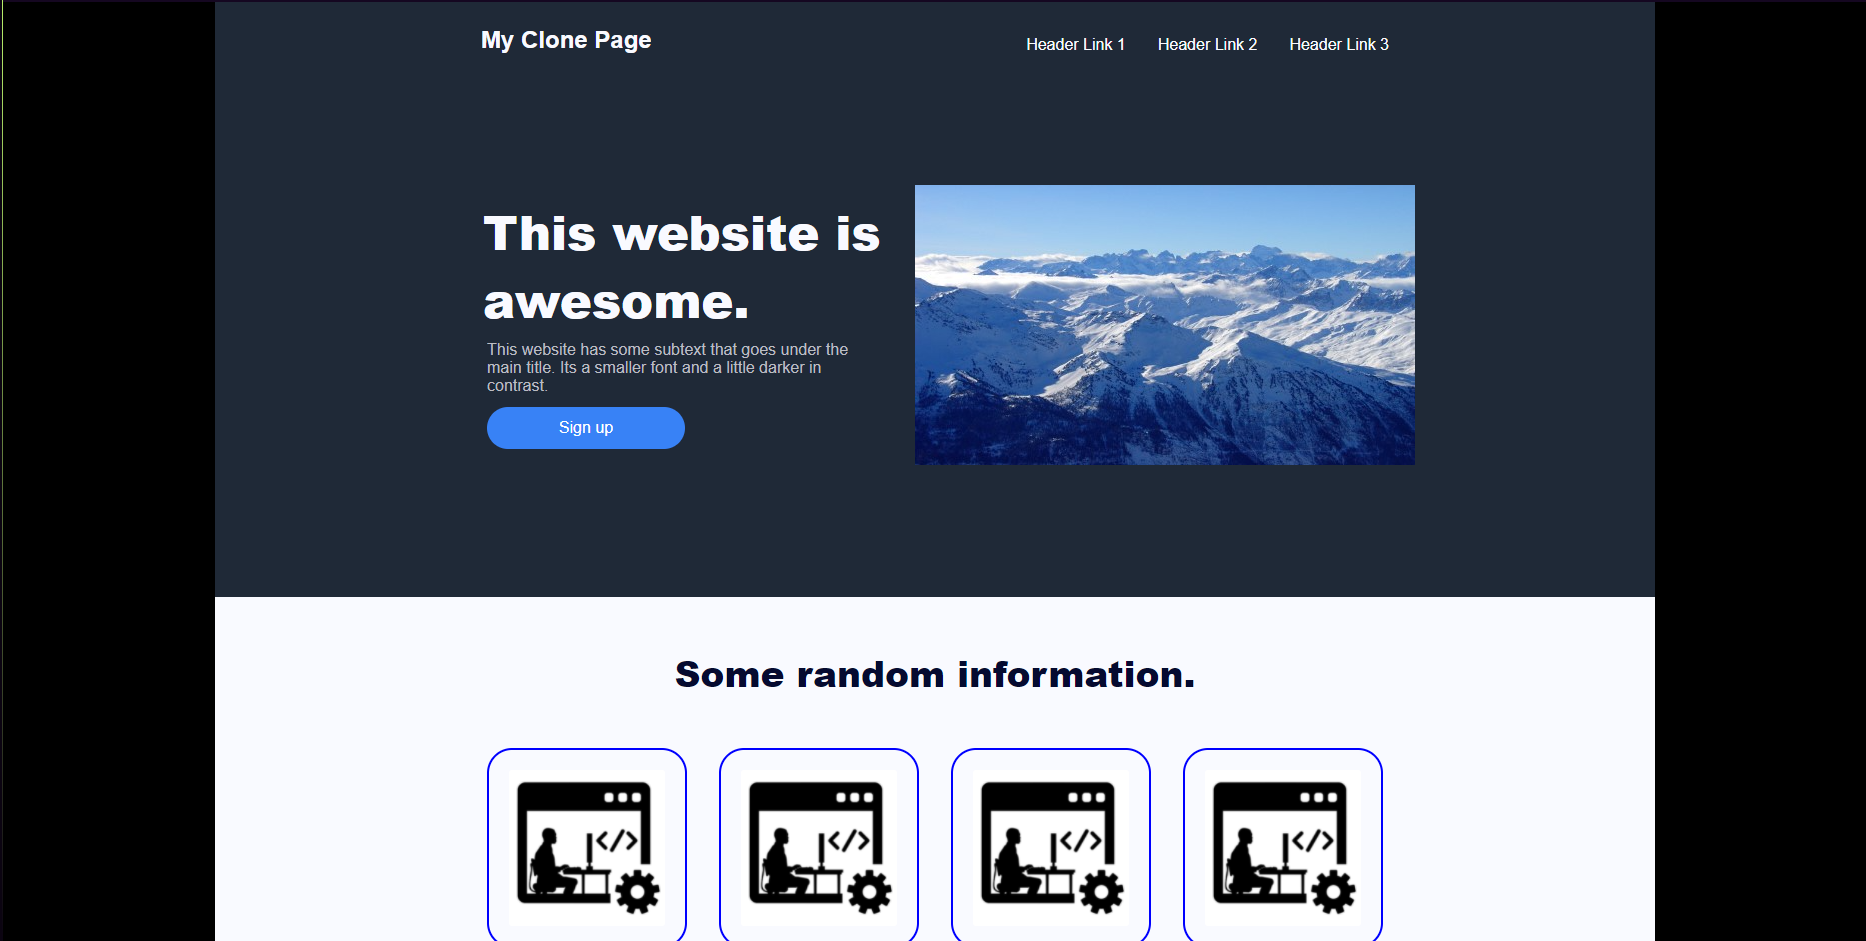 My Clone Page
Header Link 1 Header Link 2 Header Link 3
This website is
awesome.
This website has some subtext that goes under the
main title. Its a smaller font and a little darker in
contrast.
Sign up
Some random information.
</>
</>
</>
</>